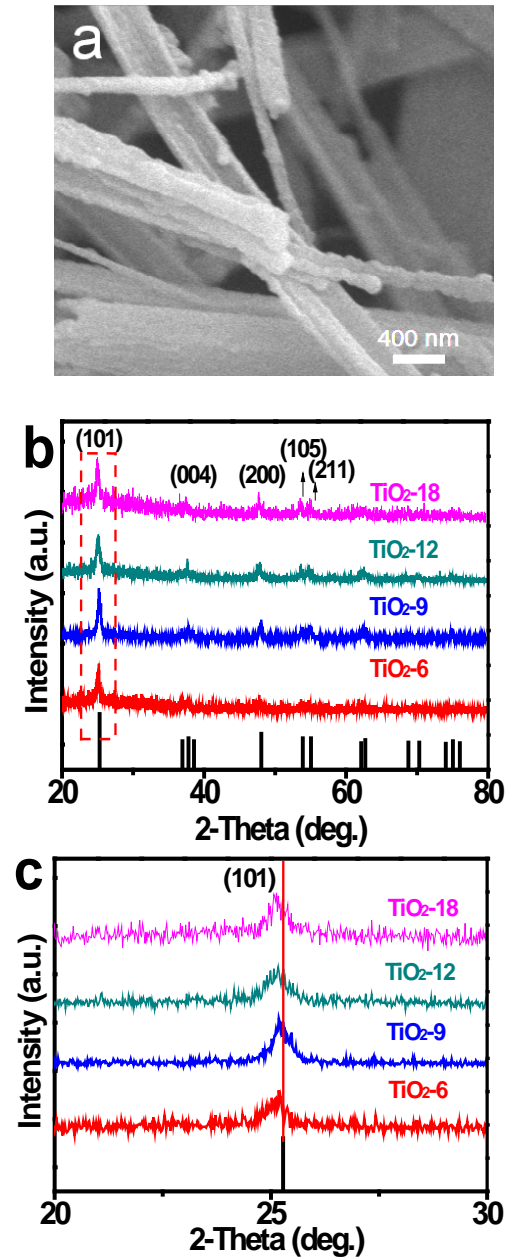 a
400 nm
b
(101)
(004)
(200)
(105)
(211)
TiO₂-18
TiO₂-12
TiO₂-9
TiO₂-6
Intensity (a.u.)
20 40 60 80
2-Theta (deg.)
c
(101)
TiO₂-18
TiO₂-12
TiO₂-9
TiO₂-6
Intensity (a.u.)
20 25 30
2-Theta (deg.)